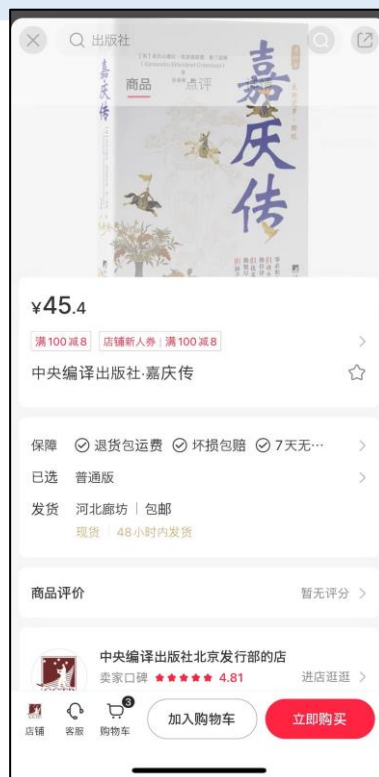 出版社
商品 点评
嘉庆传
嘉庆传
¥45.4
满100减8 店铺新人券 满100减8
中央编译出版社·嘉庆传
保障 退货包运费 坏损包赔 7天无…
已选 普通版
发货 河北廊坊 包邮
现货 48小时内发货
商品评价 暂无评分
中央编译出版社北京发行部的店
卖家口碑 4.81 进店逛逛
3
店铺 客服 购物车 加入购物车 立即购买